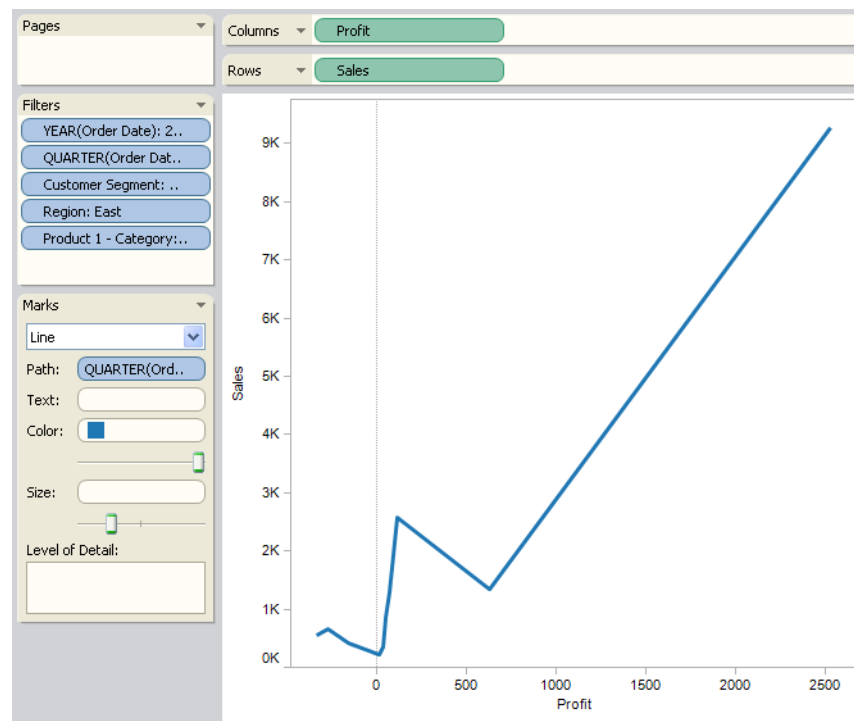 Pages
Columns Profit
Rows Sales
Filters
YEAR(Order Date): 2..
QUARTER(Order Dat..
Customer Segment: ..
Region: East
Product 1 - Category:..
Marks
Line
Path: QUARTER(Ord..
Text:
Color:
Size:
Level of Detail:
Sales
9K
8K
7K
6K
5K
4K
3K
2K
1K
0K
0 500 1000 1500 2000 2500
Profit